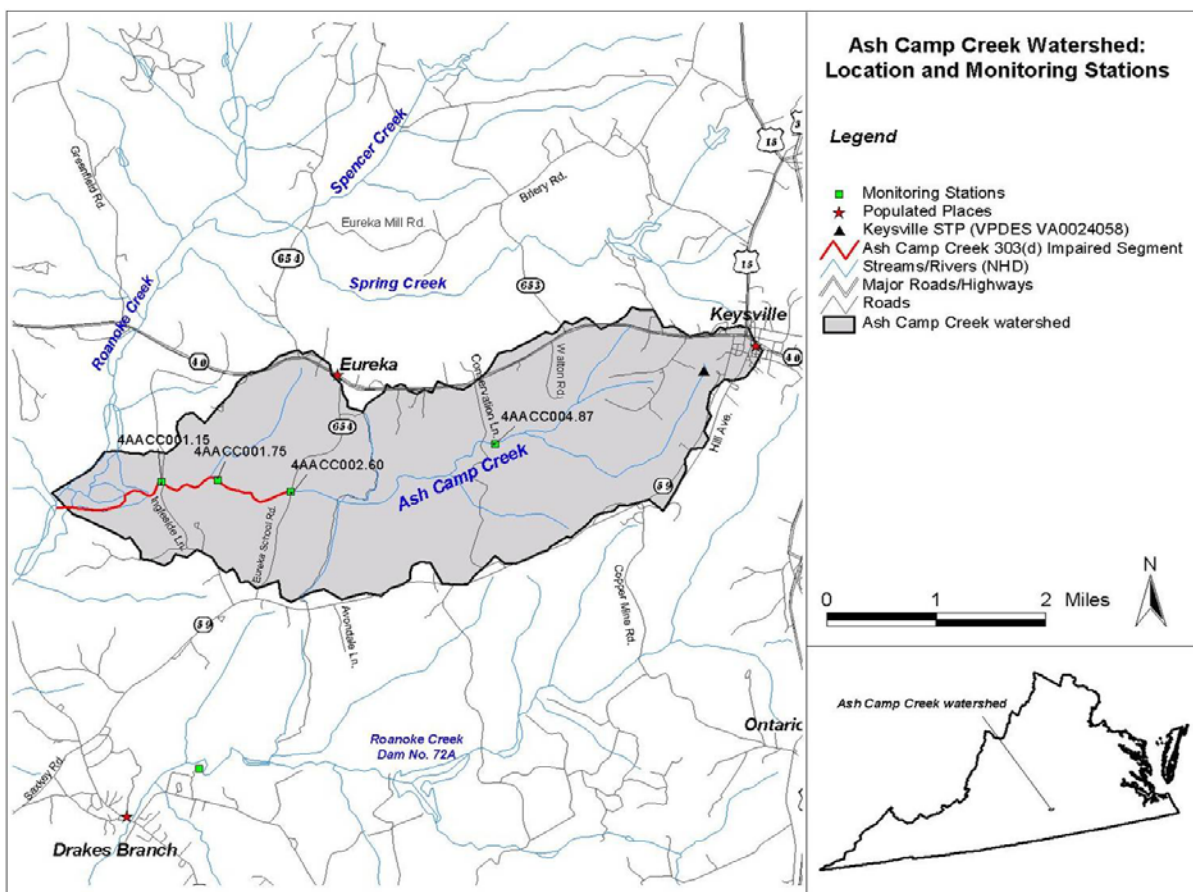 Ash Camp Creek Watershed:
Location and Monitoring Stations
Legend
Monitoring Stations
Populated Places
Keysville STP (VPDES VA0024058)
Ash Camp Creek 303(d) Impaired Segment
Streams/Rivers (NHD)
Major Roads/Highways
Roads
Ash Camp Creek watershed
N
0 1 2 Miles
Ash Camp Creek watershed
15
Greenfield Rd.
Spencer Creek
Briery Rd.
Eureka Mill Rd.
654
Spring Creek
653
15
Roanoke Creek
Keysville
40
Eureka
Conservation Ln.
Walton Rd.
40
654
4AACC004.87
Hill Ave.
4AACC001.15
4AACC001.75
4AACC002.60
Ash Camp Creek
59
Ingleside Ln.
Eureka School Rd.
59
Avondale Ln.
Copper Mine Rd.
Roanoke Creek
Dam No. 72A
Ontario
Saxkey Rd.
Drakes Branch